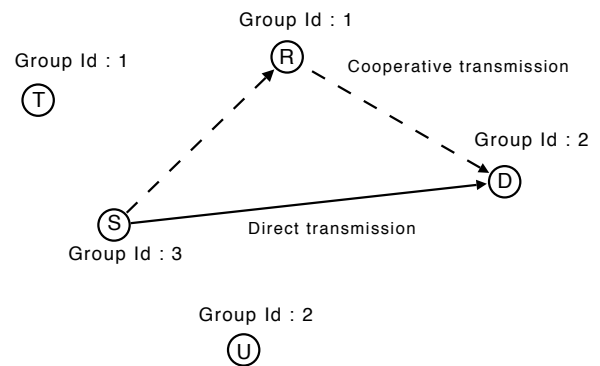 Group Id : 1
R
Group Id : 1
T
Cooperative transmission
Group Id : 2
D
S
Direct transmission
Group Id : 3
Group Id : 2
U